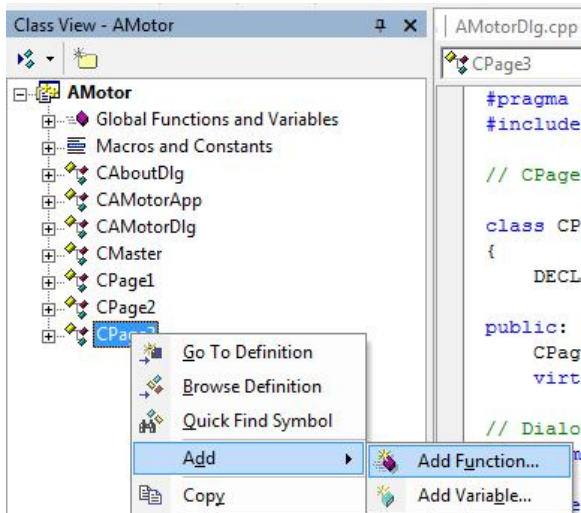 Class View - AMotor
AMotor
Global Functions and Variables
Macros and Constants
CAboutDlg
CAMotorApp
CAMotorDlg
CMaster
CPage1
CPage2
Go To Definition
Browse Definition
Quick Find Symbol
Add
Copy
Add Function...
Add Variable...
AMotorDlg.cpp
CPage3
#pragma
#include
// CPage
class CP
{
DECL
public:
CPag
virt
// Dialo